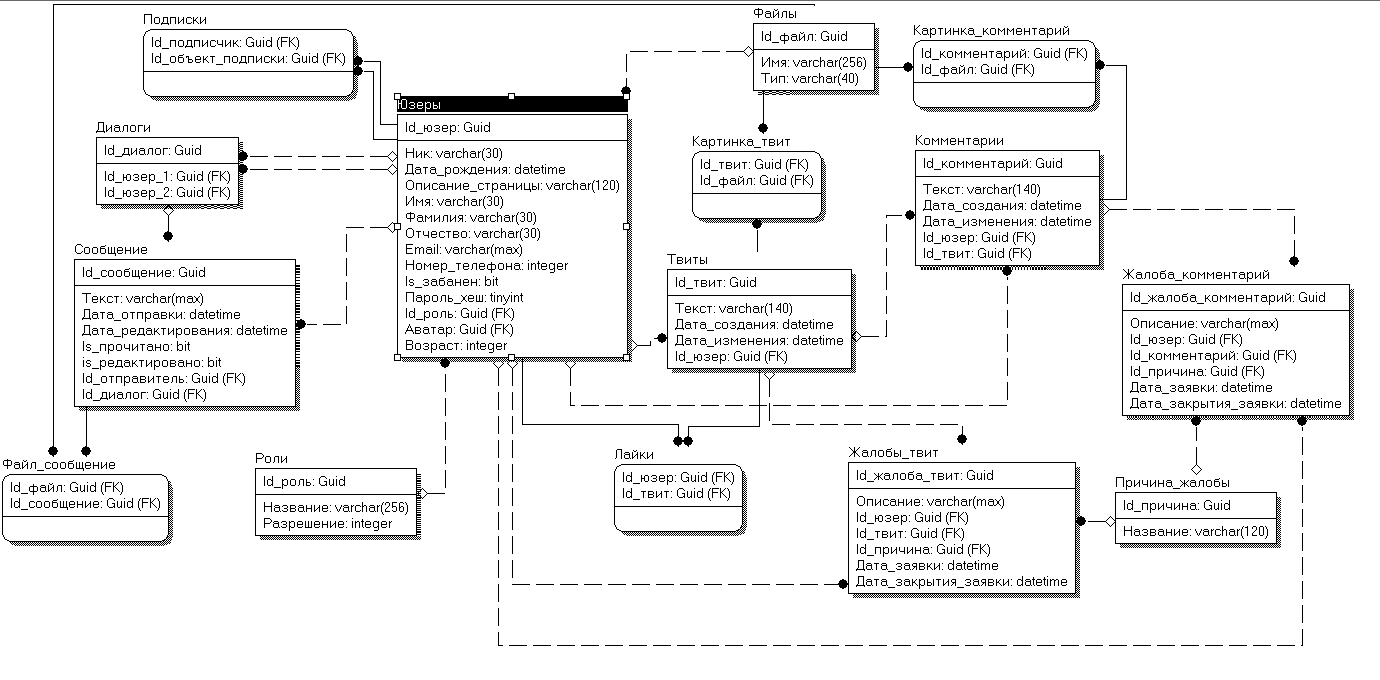 Подписки
Id_подписчик: Guid (FK)
Id_объект_подписки: Guid (FK)
Файлы
Id_файл: Guid
Имя: varchar(256)
Тип: varchar(40)
Картинка_комментарий
Id_комментарий: Guid (FK)
Id_файл: Guid (FK)
Юзеры
Id_юзер: Guid
Ник: varchar(30)
Дата_рождения: datetime
Описание_страницы: varchar(120)
Имя: varchar(30)
Фамилия: varchar(30)
Отчество: varchar(30)
Email: varchar(max)
Номер_телефона: integer
Is_забанен: bit
Пароль_хеш: tinyint
Id_роль: Guid (FK)
Аватар: Guid (FK)
Возраст: integer
Диалоги
Id_диалог: Guid
Id_юзер_1: Guid (FK)
Id_юзер_2: Guid (FK)
Картинка_твит
Id_твит: Guid (FK)
Id_файл: Guid (FK)
Комментарии
Id_комментарий: Guid
Текст: varchar(140)
Дата_создания: datetime
Дата_изменения: datetime
Id_юзер: Guid (FK)
Id_твит: Guid (FK)
Сообщение
Id_сообщение: Guid
Текст: varchar(max)
Дата_отправки: datetime
Дата_редактирования: datetime
Is_прочитано: bit
is_редактировано: bit
Id_отправитель: Guid (FK)
Id_диалог: Guid (FK)
Твиты
Id_твит: Guid
Текст: varchar(140)
Дата_создания: datetime
Дата_изменения: datetime
Id_юзер: Guid (FK)
Жалоба_комментарий
Id_жалоба_комментарий: Guid
Описание: varchar(max)
Id_юзер: Guid (FK)
Id_комментарий: Guid (FK)
Id_причина: Guid (FK)
Дата_заявки: datetime
Дата_закрытия_заявки: datetime
Файл_сообщение
Id_файл: Guid (FK)
Id_сообщение: Guid (FK)
Роли
Id_роль: Guid
Название: varchar(256)
Разрешение: integer
Лайки
Id_юзер: Guid (FK)
Id_твит: Guid (FK)
Жалобы_твит
Id_жалоба_твит: Guid
Описание: varchar(max)
Id_юзер: Guid (FK)
Id_твит: Guid (FK)
Id_причина: Guid (FK)
Дата_заявки: datetime
Дата_закрытия_заявки: datetime
Причина_жалобы
Id_причина: Guid
Название: varchar(120)